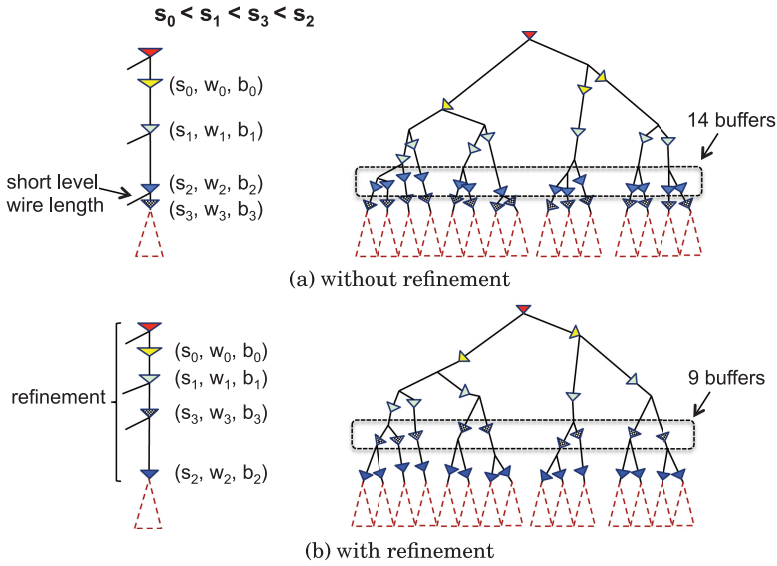 s₀ < s₁ < s₃ < s₂
(s₀, w₀, b₀)
(s₁, w₁, b₁)
14 buffers
short level
wire length
(s₂, w₂, b₂)
(s₃, w₃, b₃)
(a) without refinement
(s₀, w₀, b₀)
(s₁, w₁, b₁)
9 buffers
refinement
(s₃, w₃, b₃)
(s₂, w₂, b₂)
(b) with refinement